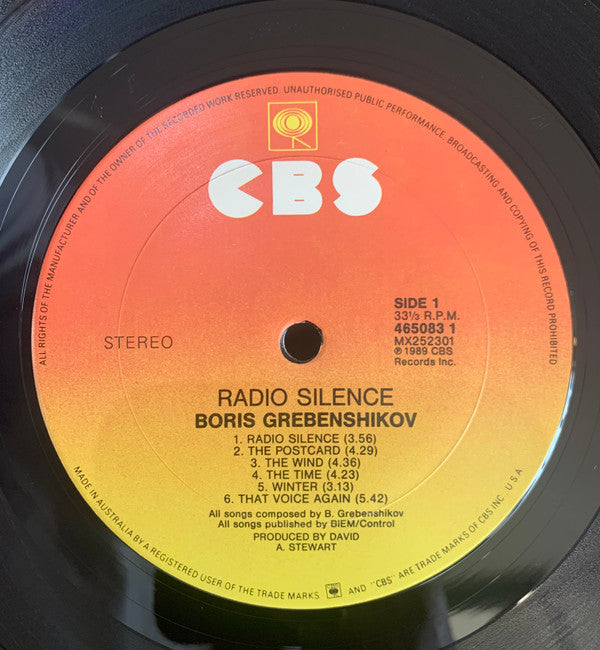 ALL RIGHTS OF THE MANUFACTURER AND OF THE OWNER OF THE RECORDED WORK RESERVED. UNAUTHORISED PUBLIC PERFORMANCE, BROADCASTING AND COPYING OF THIS RECORD PROHIBITED
CBS
STEREO
SIDE 1
33⅓ R.P.M.
465083 1
MX252301
℗ 1989 CBS
Records Inc.
RADIO SILENCE
BORIS GREBENSHIKOV
1. RADIO SILENCE (3.56)
2. THE POSTCARD (4.29)
3. THE WIND (4.36)
4. THE TIME (4.23)
5. WINTER (3.13)
6. THAT VOICE AGAIN (5.42)
All songs composed by B. Grebenshikov
All songs published by BIEM/Control
PRODUCED BY DAVID
A. STEWART
MADE IN AUSTRALIA BY A REGISTERED USER OF THE TRADE MARKS AND "CBS" ARE TRADE MARKS OF CBS INC. U.S.A